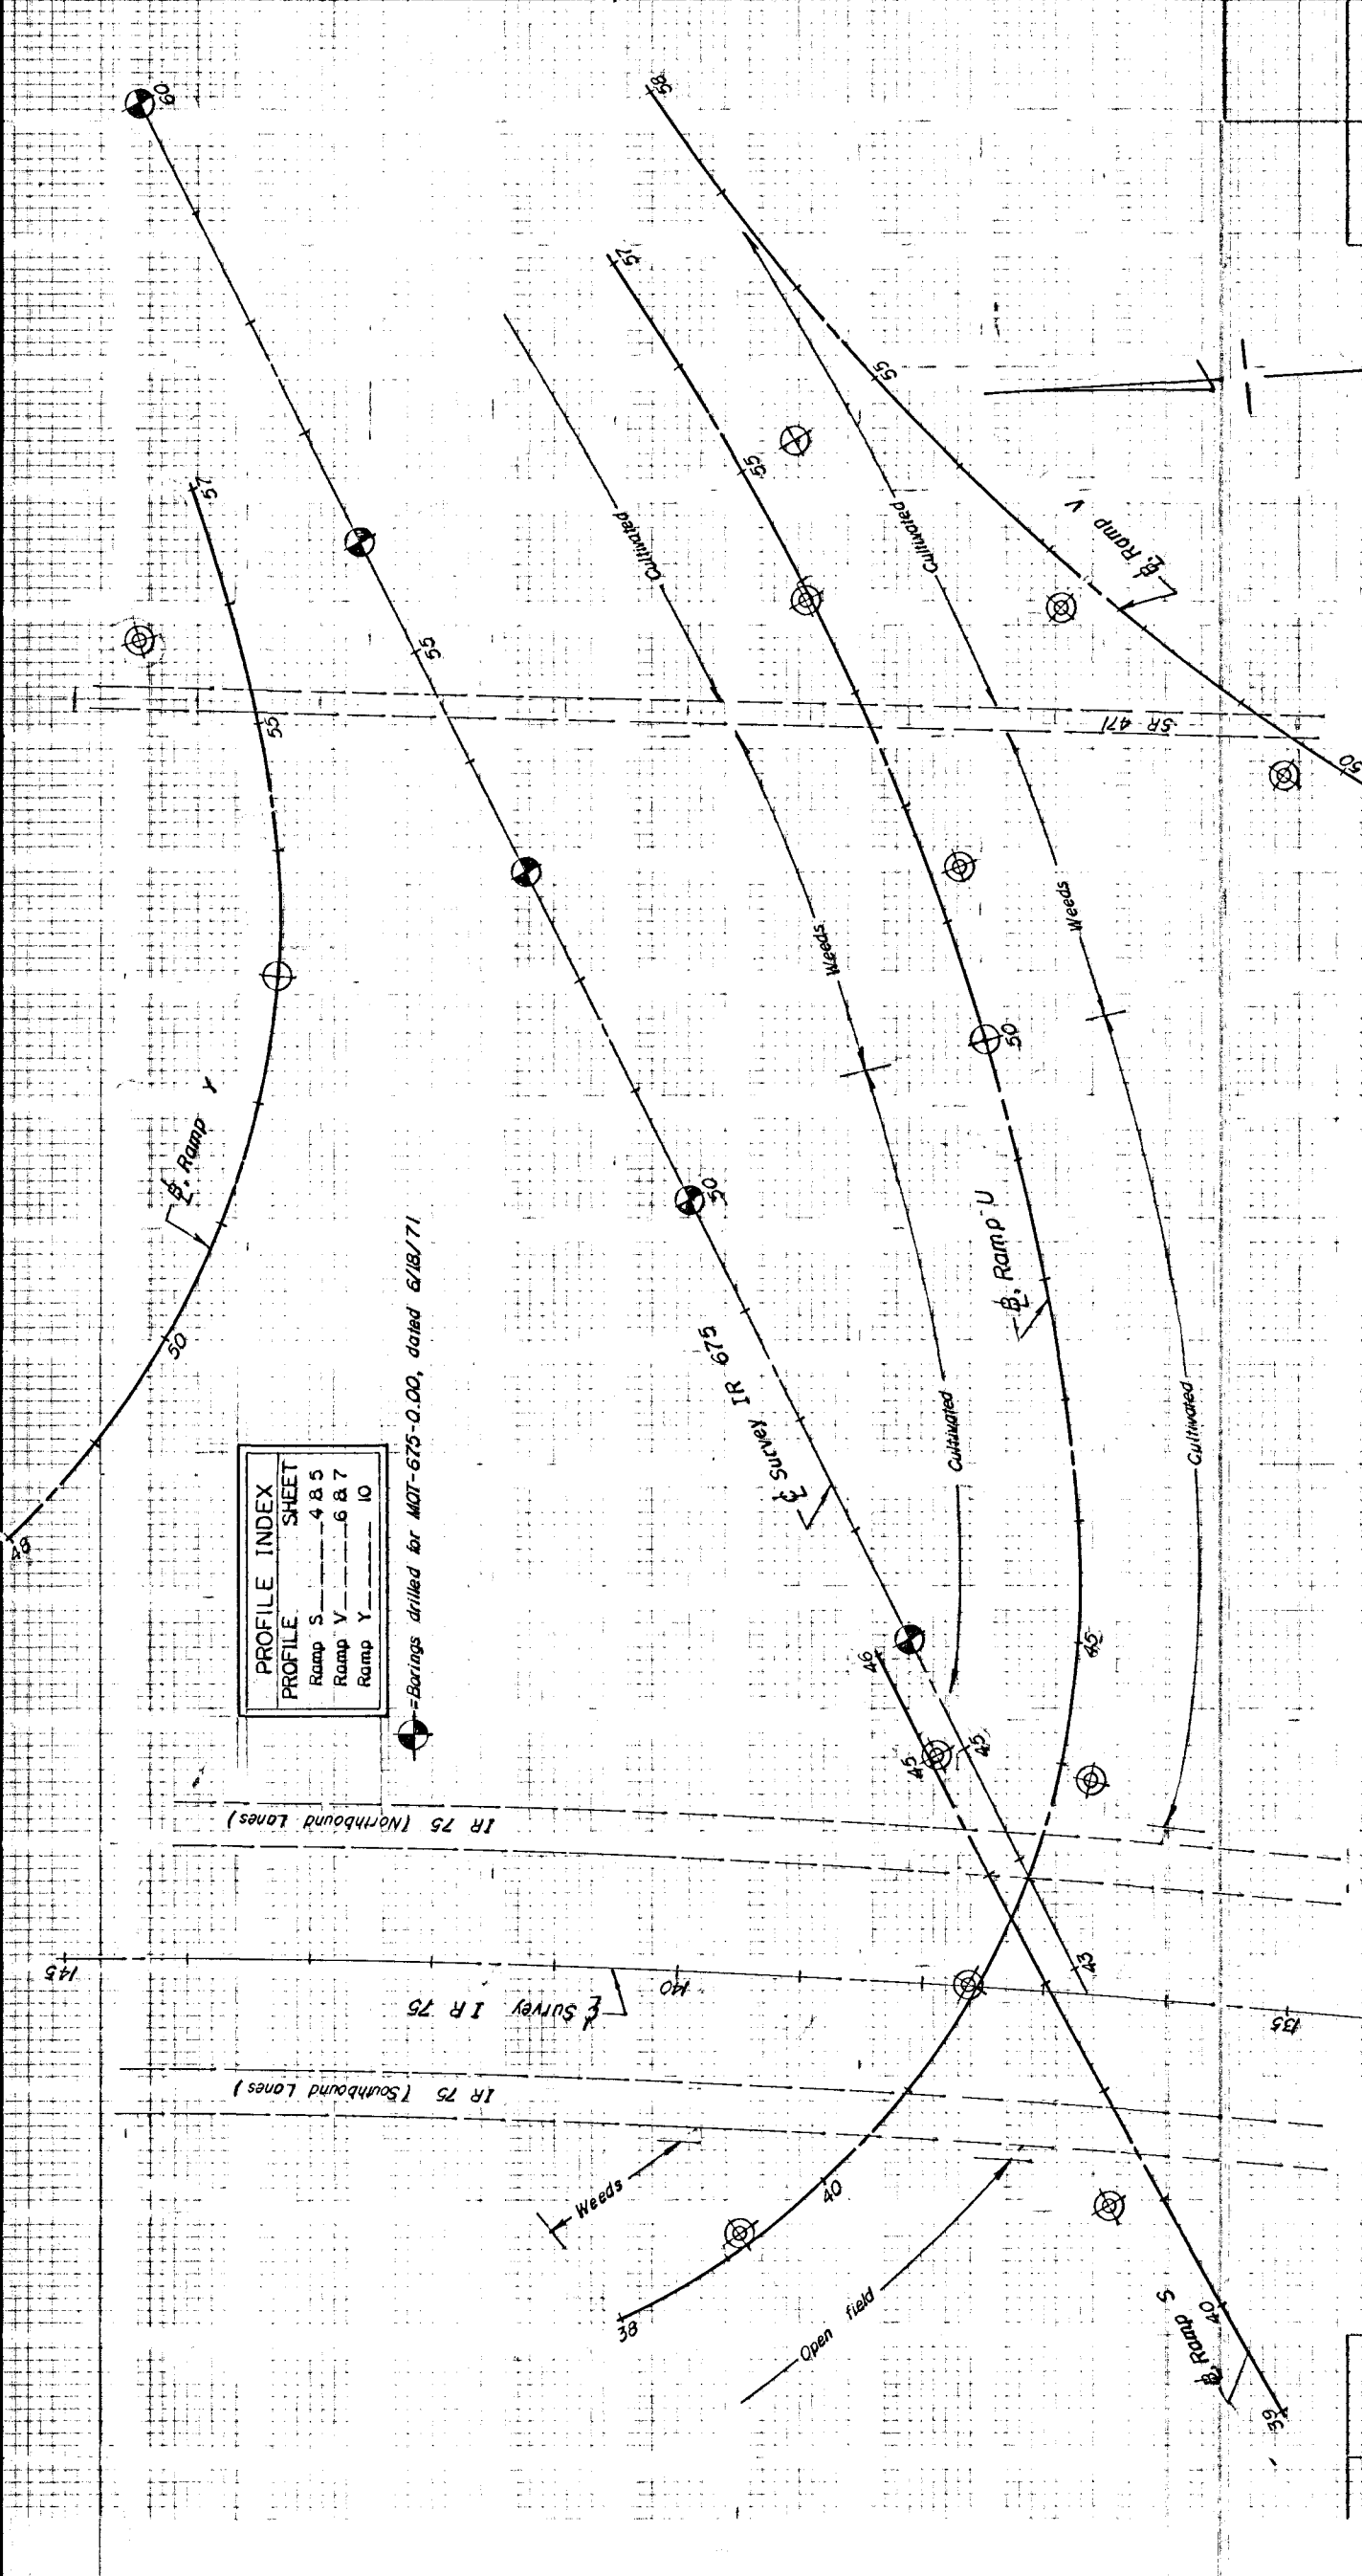 60
58
57
57
55
55
Cultivated
Cultivated
55
55
℄ Ramp V
SR 471
50
Weeds
Weeds
50
℄ Ramp Y
50
50
48
℄ Ramp U
℄ Survey IR 675
Cultivated
Cultivated
PROFILE INDEX
PROFILE SHEET
Ramp S 4 & 5
Ramp V 6 & 7
Ramp Y 10
=Borings drilled for MOT-675-0.00, dated 6/18/71
46
45
45
45
IR 75 (Northbound Lanes)
145
140
135
43
℄ Survey IR 75
IR 75 (Southbound Lanes)
Weeds
40
38
Open field
℄ Ramp S
40
39